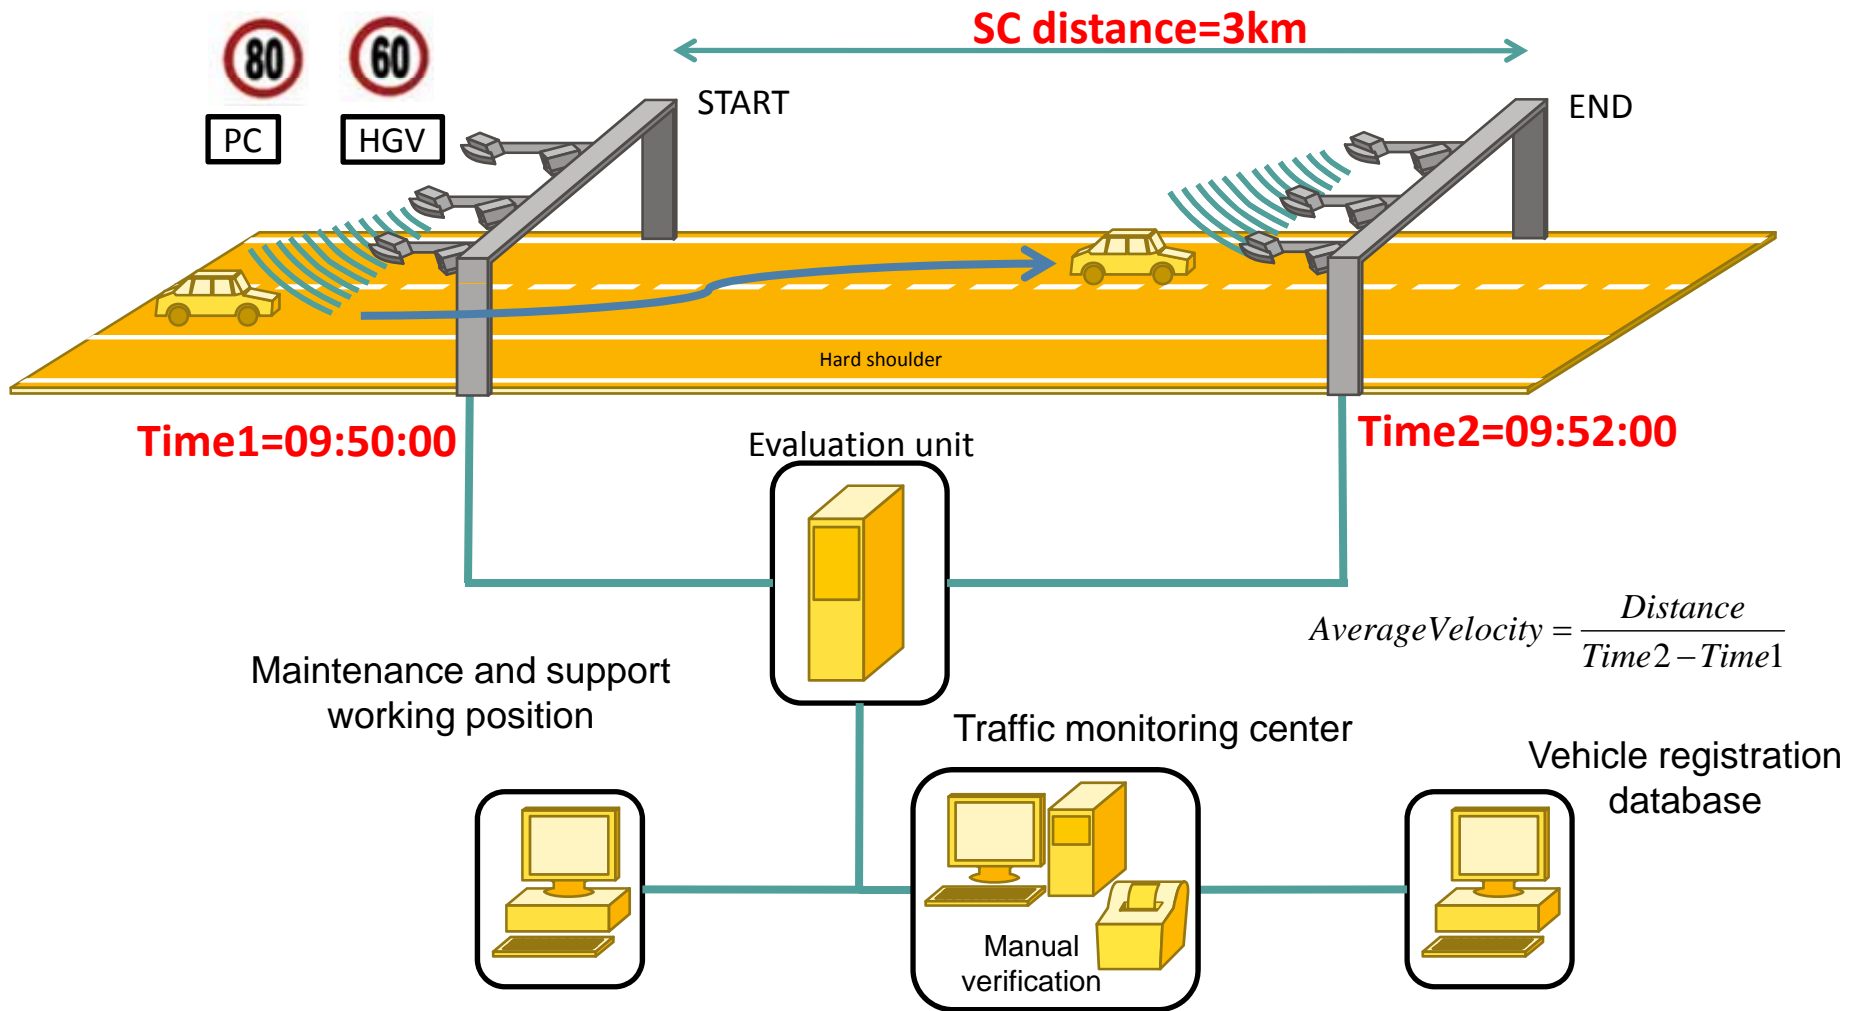 SC distance=3km
80
60
START
END
PC
HGV
Hard shoulder
Time1=09:50:00
Time2=09:52:00
Evaluation unit
AverageVelocity = Distance / Time2 − Time1
Maintenance and support
working position
Traffic monitoring center
Vehicle registration
database
Manual
verification